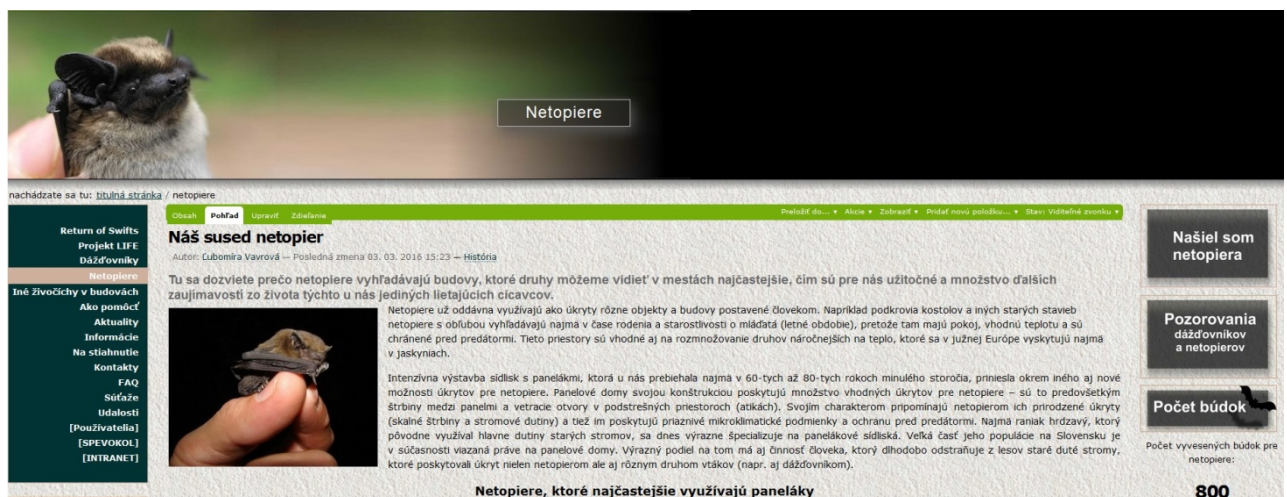 Netopiere
nachádzate sa tu: titulná stránka / netopiere
Return of Swifts
Projekt LIFE
Dážďovníky
Netopiere
Iné živočíchy v budovách
Ako pomôcť
Aktuality
Informácie
Na stiahnutie
Kontakty
FAQ
Súťaže
Udalosti
[Používatelia]
[SPEVOKOL]
[INTRANET]
Obsah Pohľad Upraviť Zdieľanie
Preložiť do... ▾ Akcie ▾ Zobraziť ▾ Pridať novú položku... ▾ Stav: Viditeľné zvonku ▾
Náš sused netopier
Autor: Ľubomíra Vavrová — Posledná zmena 03. 03. 2016 15:23 — História
Tu sa dozviete prečo netopiere vyhľadávajú budovy, ktoré druhy môžeme vidieť v mestách najčastejšie, čím sú pre nás užitočné a množstvo ďalších
zaujímavosti zo života týchto u nás jediných lietajúcich cicavcov.
Netopiere už oddávna využívajú ako úkryty rôzne objekty a budovy postavené človekom. Napríklad podkrovia kostolov a iných starých stavieb
netopiere s obľubou vyhľadávajú najmä v čase rodenia a starostlivosti o mláďatá (letné obdobie), pretože tam majú pokoj, vhodnú teplotu a sú
chránené pred predátormi. Tieto priestory sú vhodné aj na rozmnožovanie druhov náročnejších na teplo, ktoré sa v južnej Európe vyskytujú najmä
v jaskyniach.
Intenzívna výstavba sídlisk s panelákmi, ktorá u nás prebiehala najmä v 60-tych až 80-tych rokoch minulého storočia, priniesla okrem iného aj nové
možnosti úkrytov pre netopiere. Panelové domy svojou konštrukciou poskytujú množstvo vhodných úkrytov pre netopiere – sú to predovšetkým
štrbiny medzi panelmi a vetracie otvory v podstrešných priestoroch (atikách). Svojím charakterom pripomínajú netopierom ich prirodzené úkryty
(skalné štrbiny a stromové dutiny) a tiež im poskytujú priaznivé mikroklimatické podmienky a ochranu pred predátormi. Najmä raniak hrdzavý, ktorý
pôvodne využíval hlavne dutiny starých stromov, sa dnes výrazne špecializuje na panelákové sídliská. Veľká časť jeho populácie na Slovensku je
v súčasnosti viazaná práve na panelové domy. Výrazný podiel na tom má aj činnosť človeka, ktorý dlhodobo odstraňuje z lesov staré duté stromy,
ktoré poskytovali úkryt nielen netopierom ale aj rôznym druhom vtákov (napr. aj dážďovníkom).
Netopiere, ktoré najčastejšie využívajú paneláky
Našiel som
netopiera
Pozorovania
dážďovníkov
a netopierov
Počet búdok
Počet vyvesených búdok pre
netopiere:
800